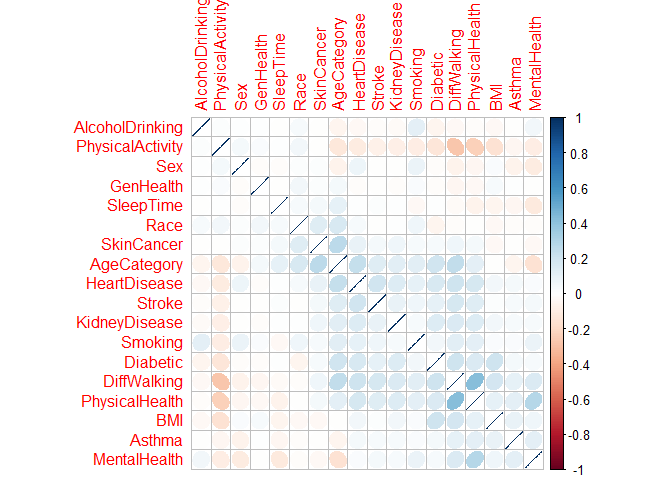 AlcoholDrinking
PhysicalActivity
Sex
GenHealth
SleepTime
Race
SkinCancer
AgeCategory
HeartDisease
Stroke
KidneyDisease
Smoking
Diabetic
DiffWalking
PhysicalHealth
BMI
Asthma
MentalHealth
AlcoholDrinking
PhysicalActivity
Sex
GenHealth
SleepTime
Race
SkinCancer
AgeCategory
HeartDisease
Stroke
KidneyDisease
Smoking
Diabetic
DiffWalking
PhysicalHealth
BMI
Asthma
MentalHealth
1
0.8
0.6
0.4
0.2
0
-0.2
-0.4
-0.6
-0.8
-1